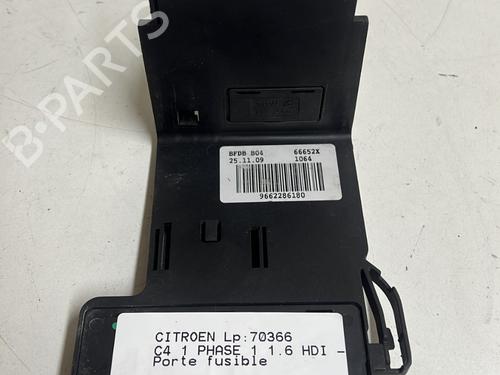 B-PARTS
BFDB B04 66652X
25.11.09 1064
9662286180
CITROEN Lp:70366
C4 1 PHASE 1 1.6 HDI –
Porte fusible